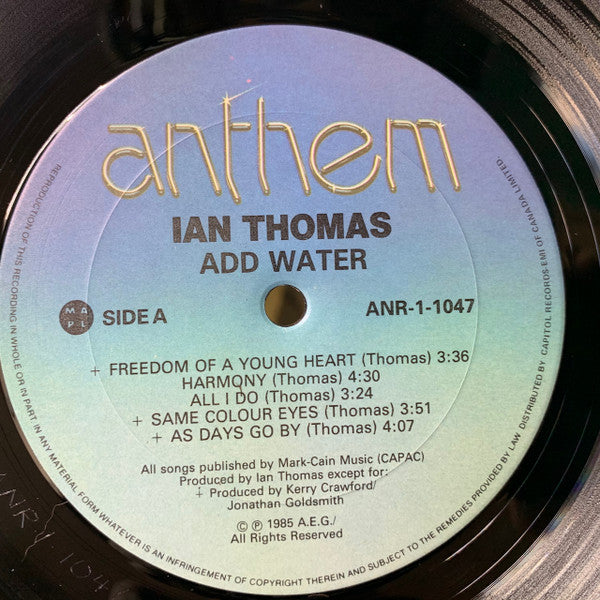 anthem
IAN THOMAS
ADD WATER
MAPL
SIDE A
ANR-1-1047
+ FREEDOM OF A YOUNG HEART (Thomas) 3:36
HARMONY (Thomas) 4:30
ALL I DO (Thomas) 3:24
+ SAME COLOUR EYES (Thomas) 3:51
+ AS DAYS GO BY (Thomas) 4:07
All songs published by Mark-Cain Music (CAPAC)
Produced by Ian Thomas except for:
+ Produced by Kerry Crawford/
Jonathan Goldsmith
© ℗ 1985 A.E.G./
All Rights Reserved
REPRODUCTION OF THIS RECORDING IN WHOLE OR IN PART IN ANY MATERIAL FORM WHATEVER IS AN INFRINGEMENT OF COPYRIGHT THEREIN AND SUBJECT TO THE REMEDIES PROVIDED BY LAW DISTRIBUTED BY CAPITOL RECORDS-EMI OF CANADA LIMITED